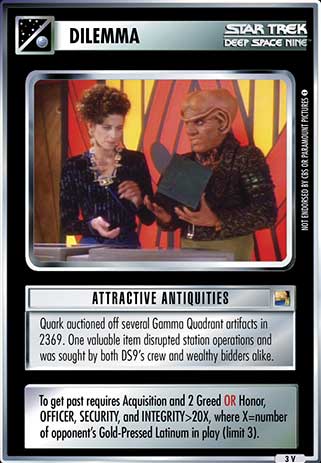 DILEMMA
STAR TREK
DEEP SPACE NINE
NOT ENDORSED BY CBS OR PARAMOUNT PICTURES
ATTRACTIVE ANTIQUITIES
Quark auctioned off several Gamma Quadrant artifacts in
2369. One valuable item disrupted station operations and
was sought by both DS9's crew and wealthy bidders alike.
To get past requires Acquisition and 2 Greed OR Honor,
OFFICER, SECURITY, and INTEGRITY>20X, where X=number
of opponent's Gold-Pressed Latinum in play (limit 3).
3 V